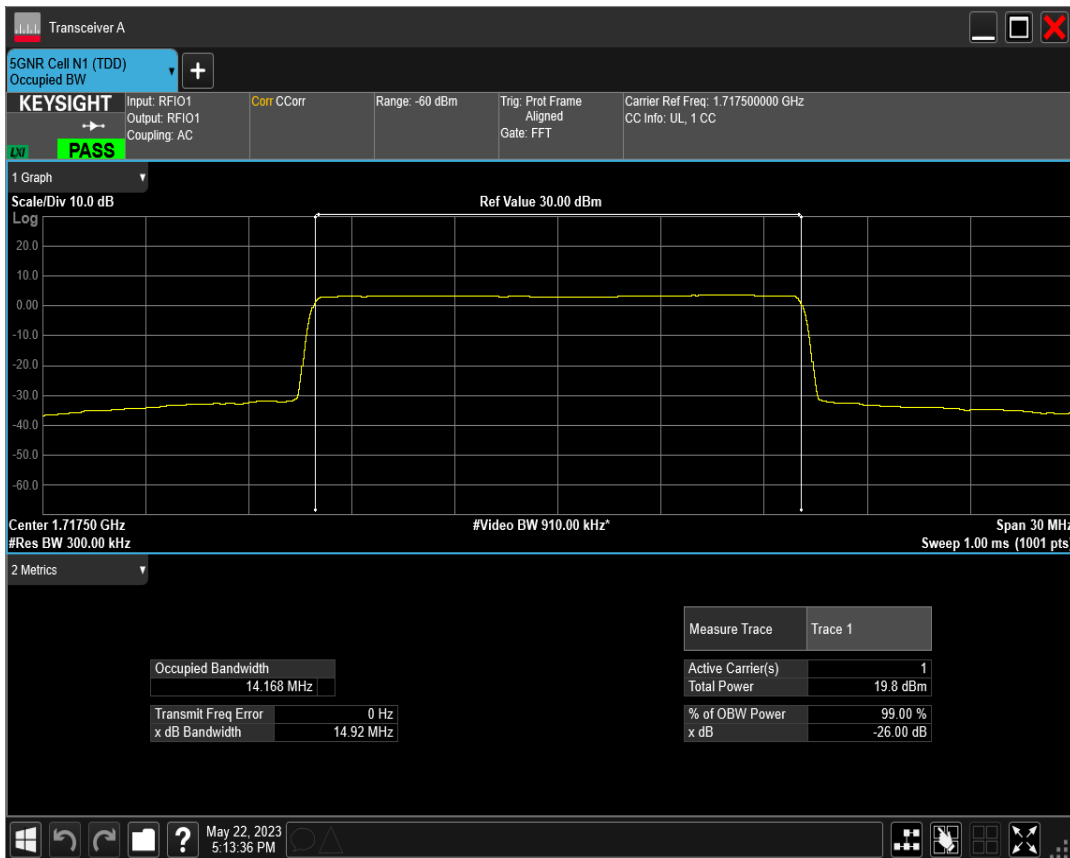 Transceiver A
5GNR Cell N1 (TDD)
Occupied BW
+
KEYSIGHT
LXI
PASS
Input: RFIO1
Output: RFIO1
Coupling: AC
Corr CCorr
Range: -60 dBm
Trig: Prot Frame
Aligned
Gate: FFT
Carrier Ref Freq: 1.717500000 GHz
CC Info: UL, 1 CC
1 Graph
Scale/Div 10.0 dB
Ref Value 30.00 dBm
Log
20.0
10.0
0.00
-10.0
-20.0
-30.0
-40.0
-50.0
-60.0
Center 1.71750 GHz
#Video BW 910.00 kHz*
Span 30 MHz
#Res BW 300.00 kHz
Sweep 1.00 ms (1001 pts)
2 Metrics
Measure Trace Trace 1
Occupied Bandwidth
14.168 MHz
Active Carrier(s) 1
Total Power 19.8 dBm
Transmit Freq Error 0 Hz
x dB Bandwidth 14.92 MHz
% of OBW Power 99.00 %
x dB -26.00 dB
?
May 22, 2023
5:13:36 PM